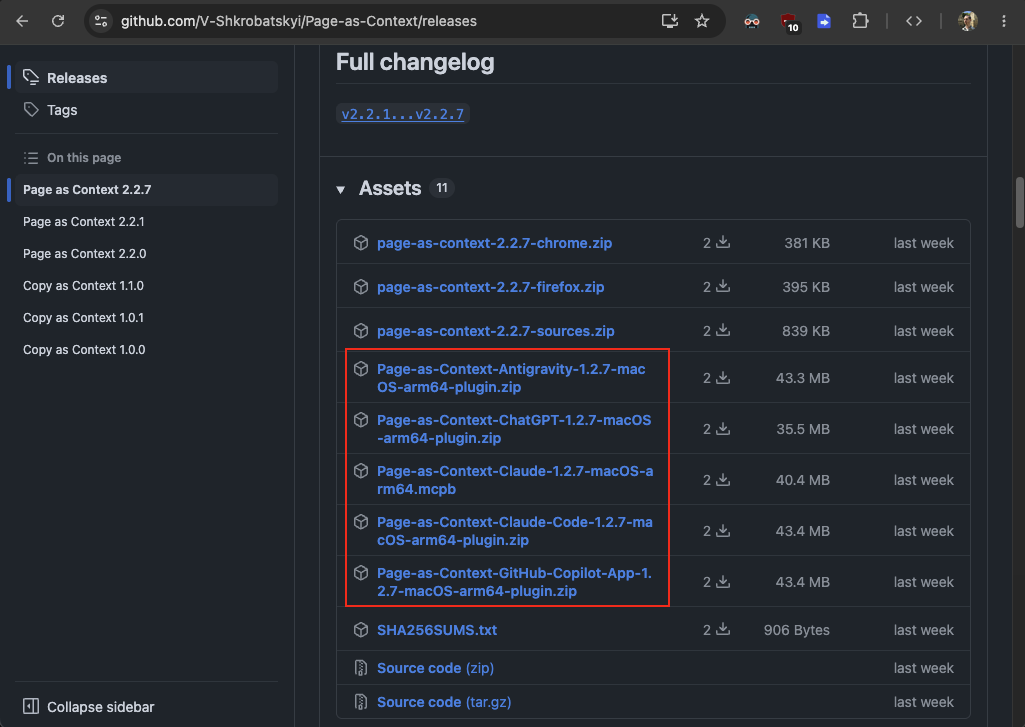 github.com/V-Shkrobatskyi/Page-as-Context/releases
10
Releases
Tags
On this page
Page as Context 2.2.7
Page as Context 2.2.1
Page as Context 2.2.0
Copy as Context 1.1.0
Copy as Context 1.0.1
Copy as Context 1.0.0
Collapse sidebar
Full changelog
v2.2.1...v2.2.7
Assets 11
page-as-context-2.2.7-chrome.zip 2 381 KB last week
page-as-context-2.2.7-firefox.zip 2 395 KB last week
page-as-context-2.2.7-sources.zip 2 839 KB last week
Page-as-Context-Antigravity-1.2.7-mac
OS-arm64-plugin.zip 2 43.3 MB last week
Page-as-Context-ChatGPT-1.2.7-macOS
-arm64-plugin.zip 2 35.5 MB last week
Page-as-Context-Claude-1.2.7-macOS-a
rm64.mcpb 2 40.4 MB last week
Page-as-Context-Claude-Code-1.2.7-ma
cOS-arm64-plugin.zip 2 43.4 MB last week
Page-as-Context-GitHub-Copilot-App-1.
2.7-macOS-arm64-plugin.zip 2 43.4 MB last week
SHA256SUMS.txt 2 906 Bytes last week
Source code (zip) last week
Source code (tar.gz) last week